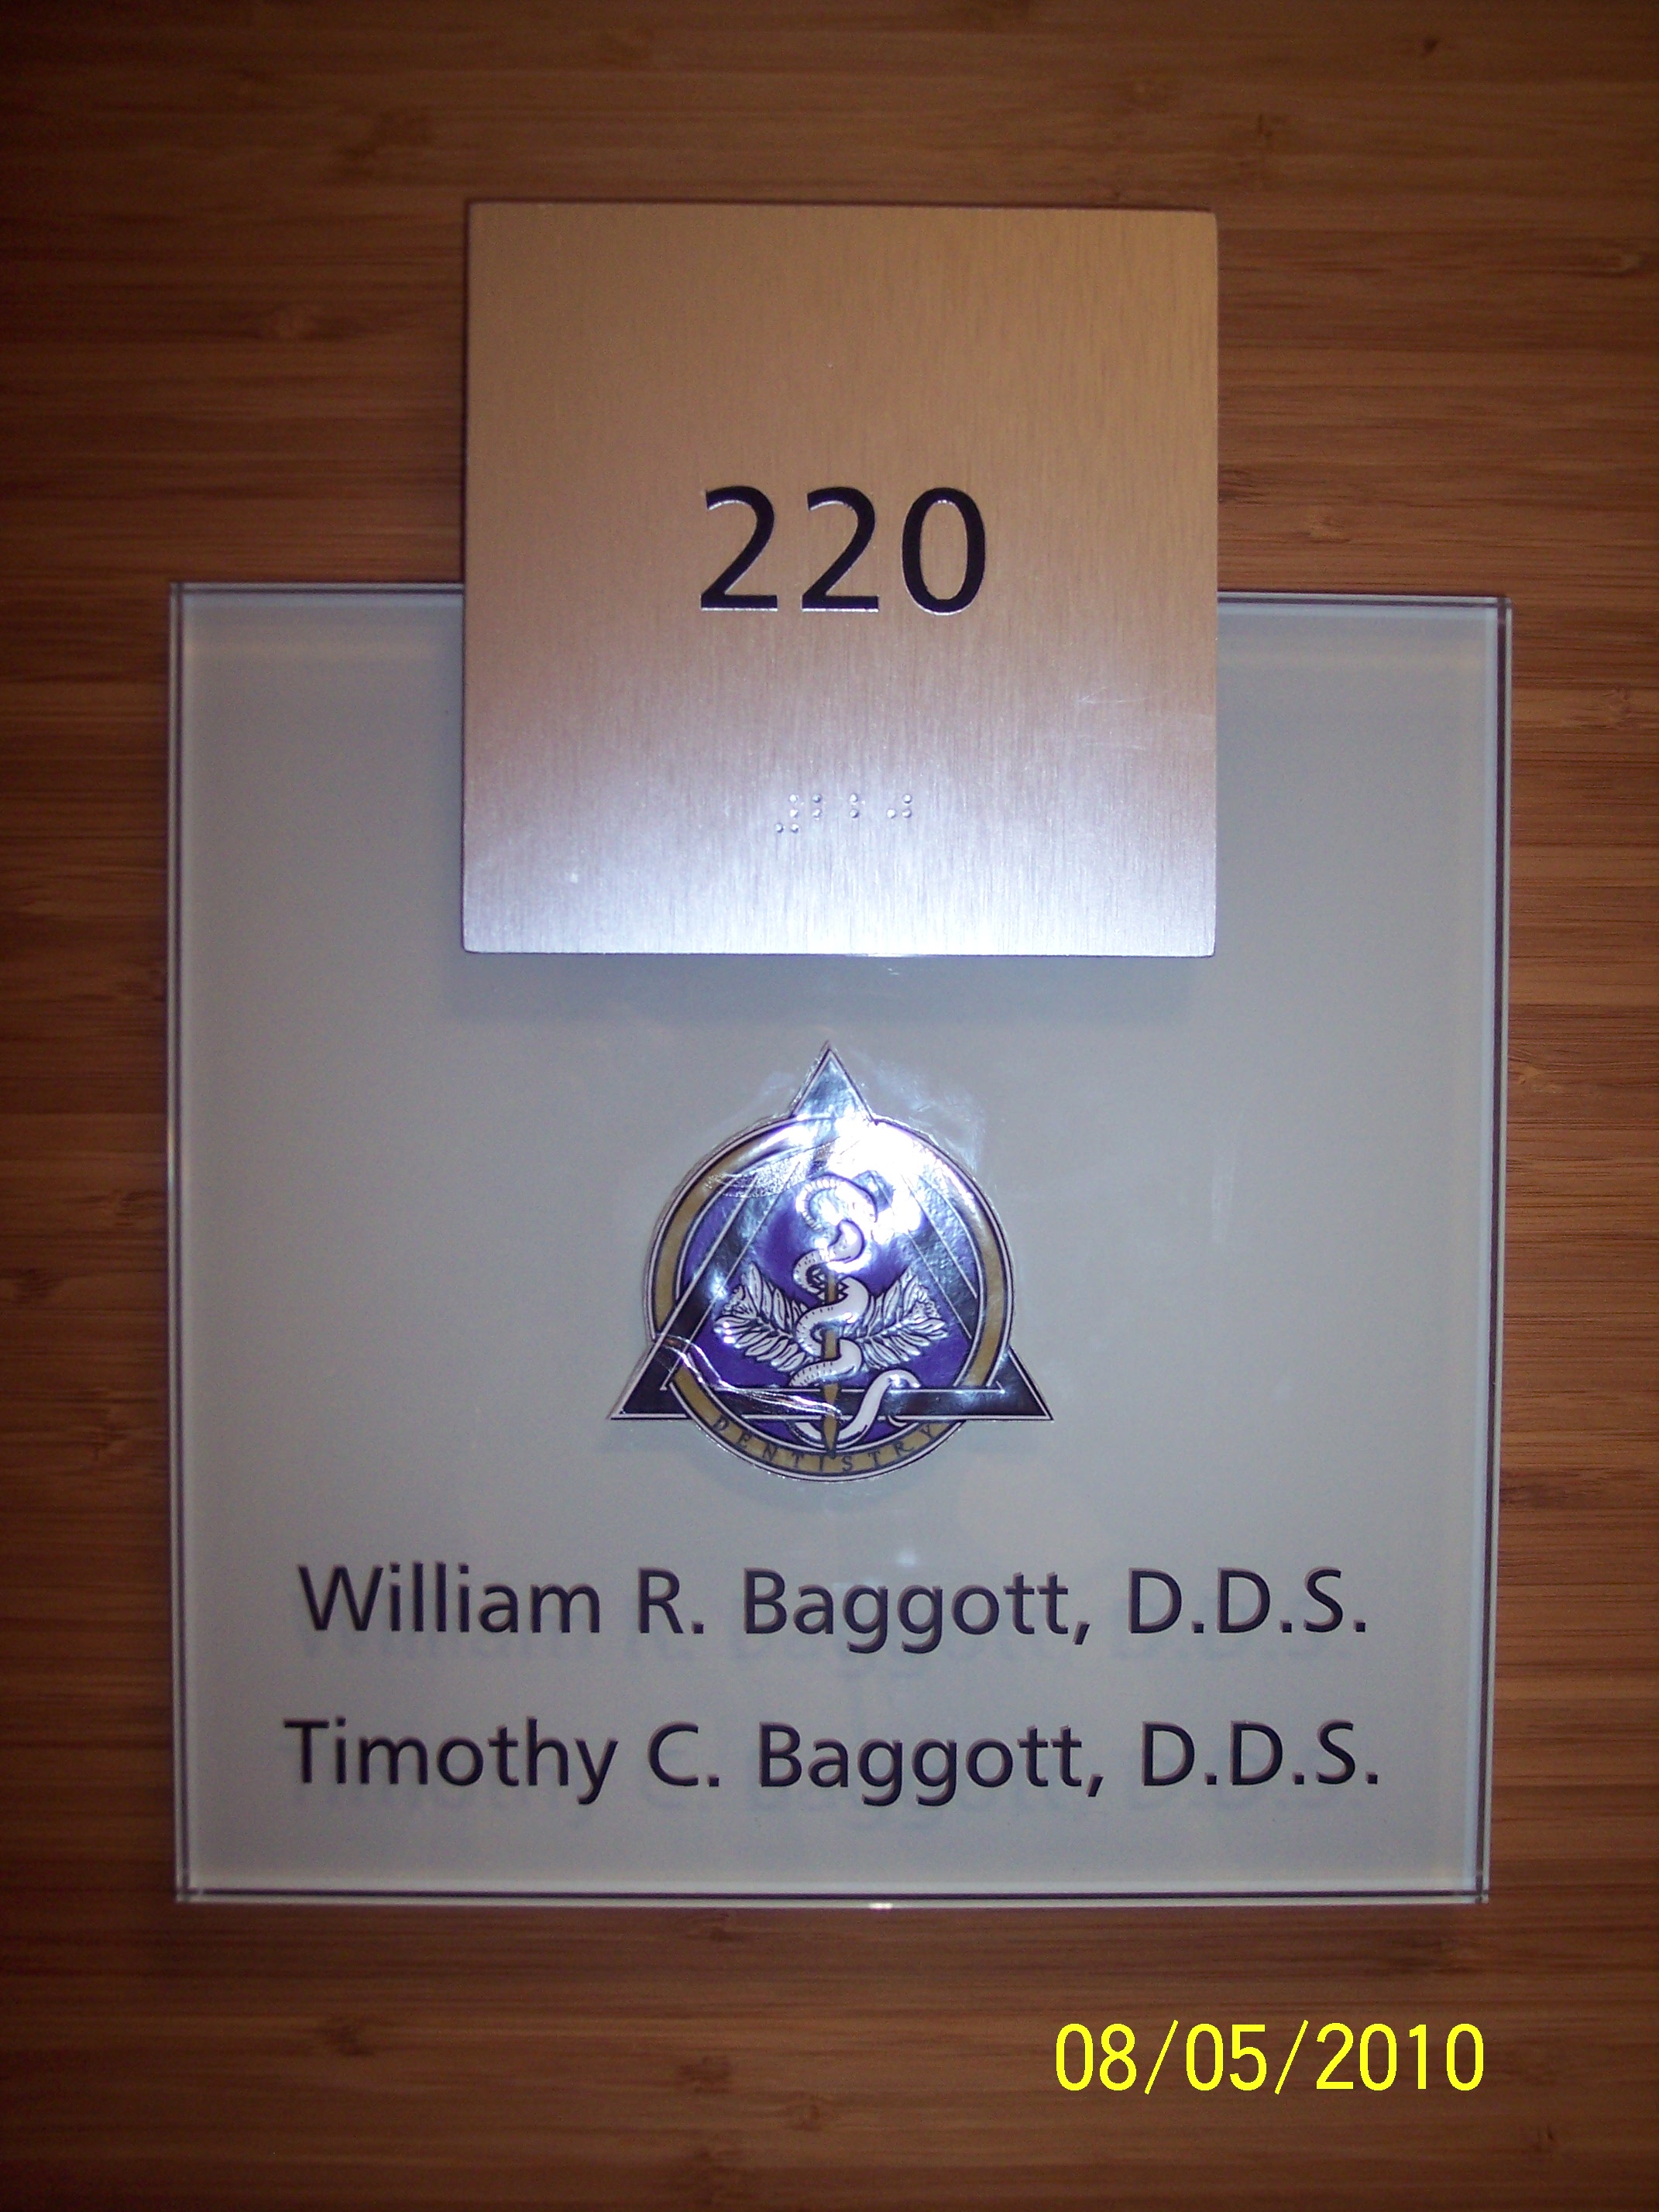 220
⠼⠃⠃⠚
DENTISTRY
William R. Baggott, D.D.S.
Timothy C. Baggott, D.D.S.
08/05/2010